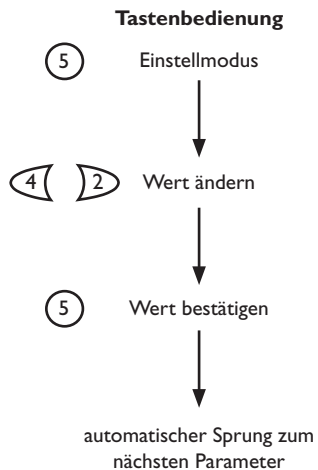 Tastenbedienung
5 Einstellmodus
4 2 Wert ändern
5 Wert bestätigen
automatischer Sprung zum
nächsten Parameter